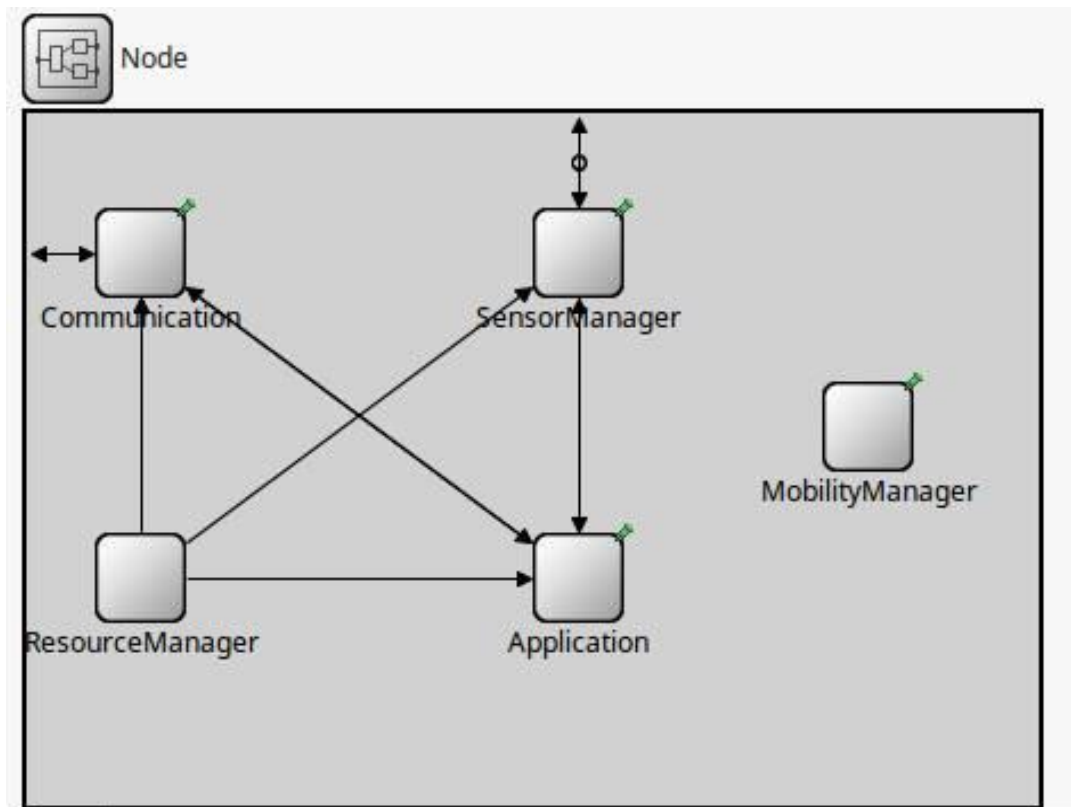 Node
Communication
SensorManager
MobilityManager
ResourceManager
Application